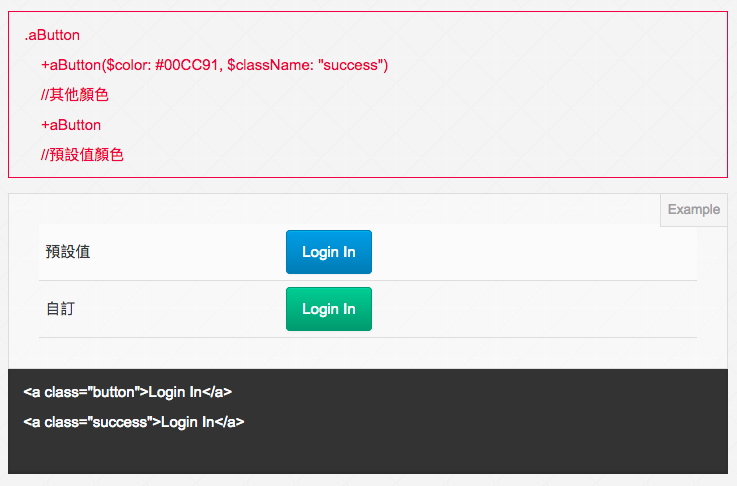 .aButton
+aButton($color: #00CC91, $className: "success")
//其他顏色
+aButton
//預設值顏色
Example
預設值 Login In
自訂 Login In
<a class="button">Login In</a>
<a class="success">Login In</a>